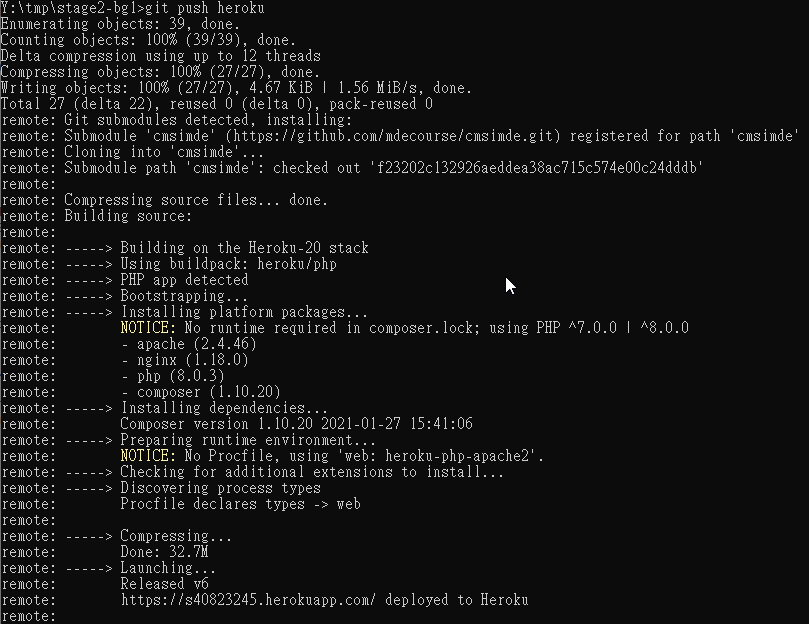 Y:\tmp\stage2-bg1>git push heroku
Enumerating objects: 39, done.
Counting objects: 100% (39/39), done.
Delta compression using up to 12 threads
Compressing objects: 100% (27/27), done.
Writing objects: 100% (27/27), 4.67 KiB | 1.56 MiB/s, done.
Total 27 (delta 22), reused 0 (delta 0), pack-reused 0
remote: Git submodules detected, installing:
remote: Submodule 'cmsimde' (https://github.com/mdecourse/cmsimde.git) registered for path 'cmsimde'
remote: Cloning into 'cmsimde'...
remote: Submodule path 'cmsimde': checked out 'f23202c132926aeddea38ac715c574e00c24dddb'
remote:
remote: Compressing source files... done.
remote: Building source:
remote:
remote: -----> Building on the Heroku-20 stack
remote: -----> Using buildpack: heroku/php
remote: -----> PHP app detected
remote: -----> Bootstrapping...
remote: -----> Installing platform packages...
remote:        NOTICE: No runtime required in composer.lock; using PHP ^7.0.0 | ^8.0.0
remote:        - apache (2.4.46)
remote:        - nginx (1.18.0)
remote:        - php (8.0.3)
remote:        - composer (1.10.20)
remote: -----> Installing dependencies...
remote:        Composer version 1.10.20 2021-01-27 15:41:06
remote: -----> Preparing runtime environment...
remote:        NOTICE: No Procfile, using 'web: heroku-php-apache2'.
remote: -----> Checking for additional extensions to install...
remote: -----> Discovering process types
remote:        Procfile declares types -> web
remote:
remote: -----> Compressing...
remote:        Done: 32.7M
remote: -----> Launching...
remote:        Released v6
remote:        https://s40823245.herokuapp.com/ deployed to Heroku
remote: